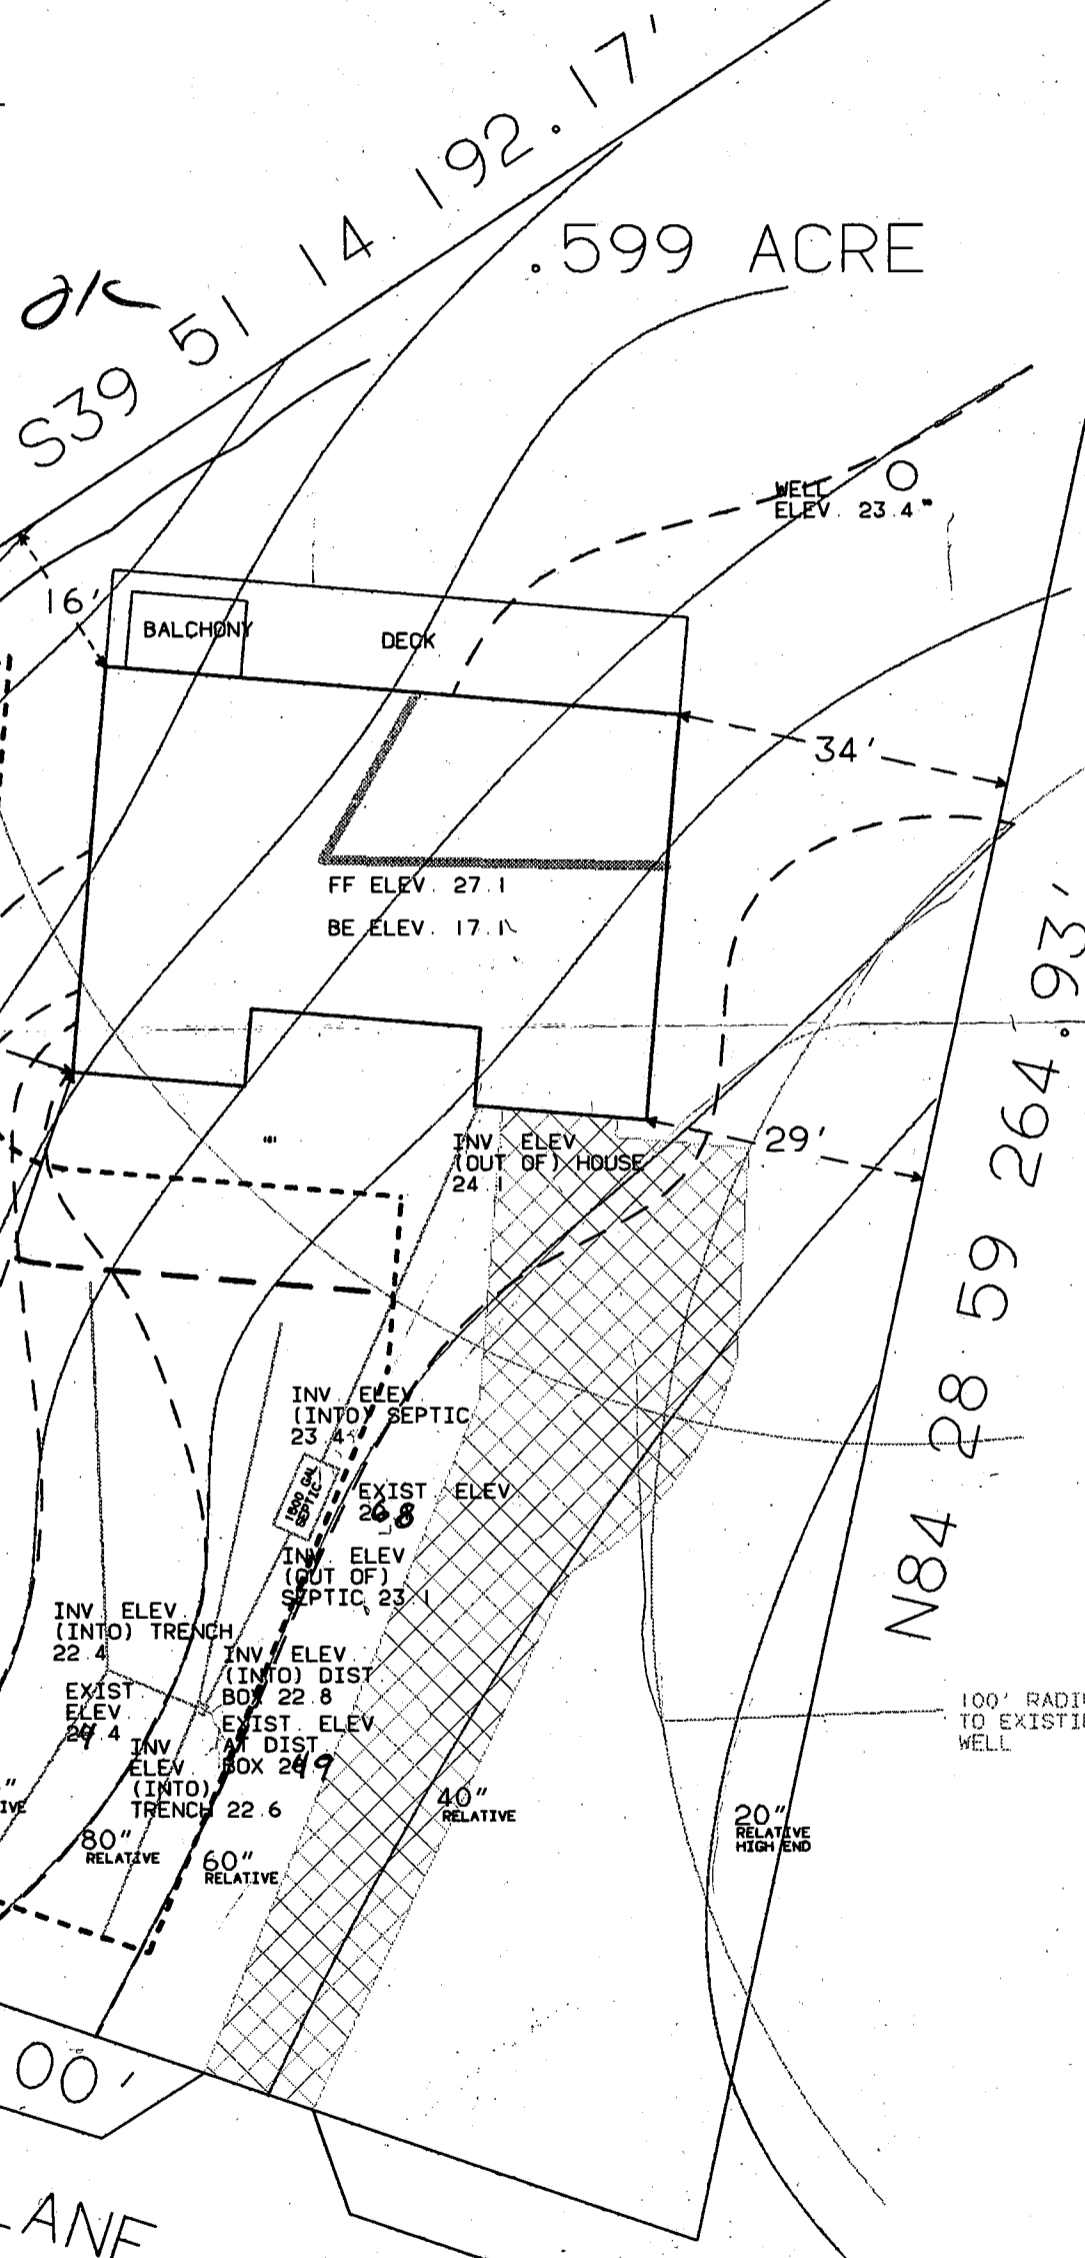 S39 51 14 192.17'
.599 ACRE
WELL
ELEV. 23.4
16'
BALCHONY
DECK
34'
FF ELEV. 27.1
BE ELEV. 17.1
264.93'
INV ELEV
(OUT OF) HOUSE
24.1
29'
N84 28 59
INV. ELEV.
(INTO) SEPTIC
23.4
1500 GAL
SEPTIC
EXIST. ELEV
INV. ELEV.
(OUT OF)
SEPTIC 23.1
INV. ELEV.
(INTO) TRENCH
22.4
INV. ELEV.
(INTO) DIST.
BOX 22.8
EXIST.
ELEV.
EXIST. ELEV.
AT DIST.
BOX
INV.
ELEV.
(INTO)
TRENCH 22.6
100' RADI
TO EXISTI
WELL
40"
RELATIVE
20"
RELATIVE
HIGH END
80"
RELATIVE
60"
RELATIVE
00'
LANE